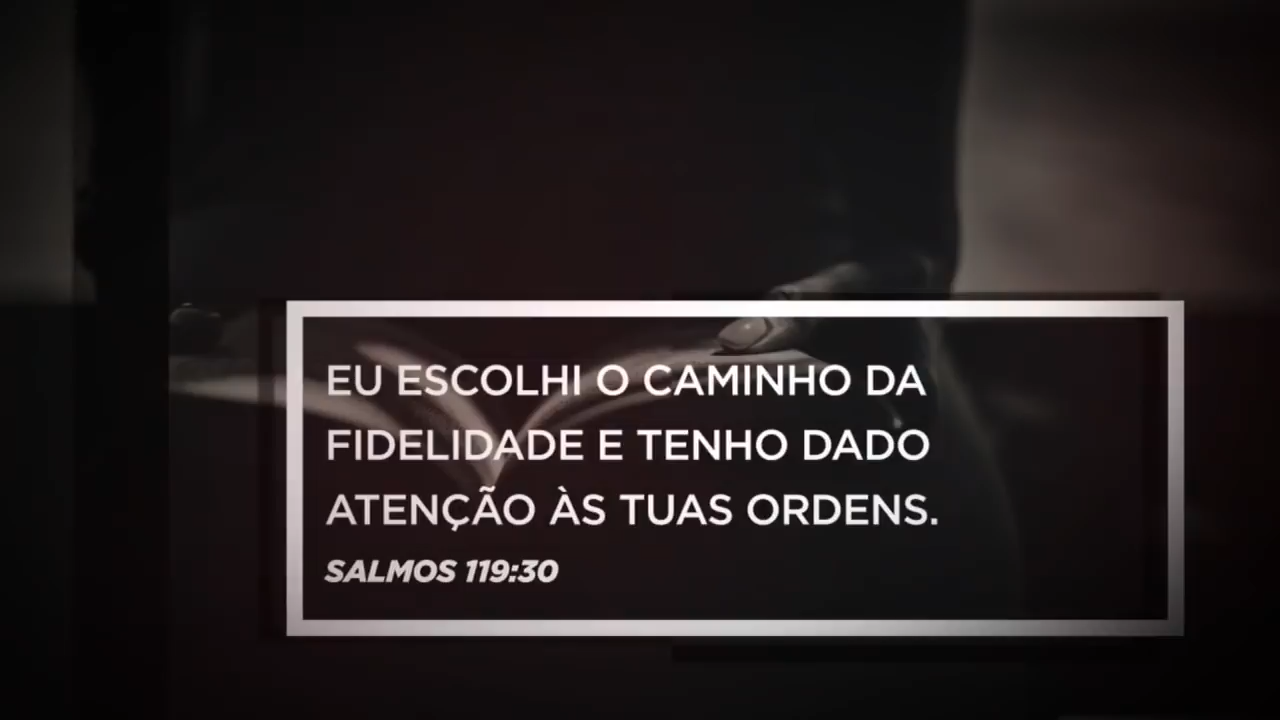 EU ESCOLHI O CAMINHO DA
FIDELIDADE E TENHO DADO
ATENÇÃO ÀS TUAS ORDENS.
SALMOS 119:30